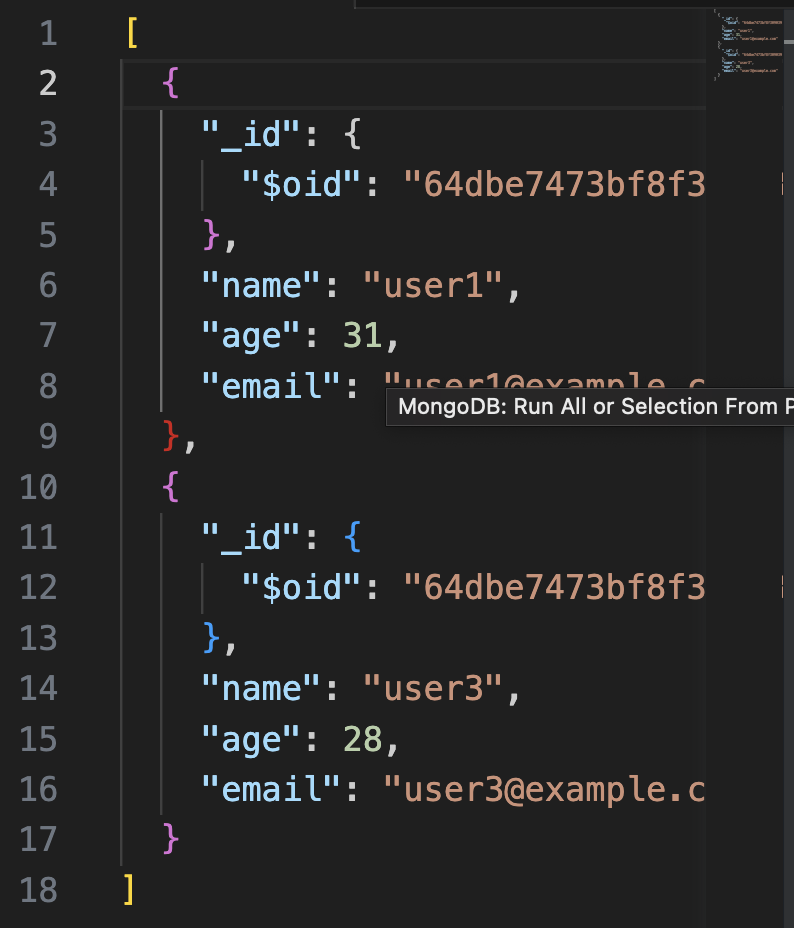 1 [
2 {
3 "_id": {
4 "$oid": "64dbe7473bf8f3
5 },
6 "name": "user1",
7 "age": 31,
8 "email": "user1@example.c
MongoDB: Run All or Selection From P
9 },
10 {
11 "_id": {
12 "$oid": "64dbe7473bf8f3
13 },
14 "name": "user3",
15 "age": 28,
16 "email": "user3@example.c
17 }
18 ]